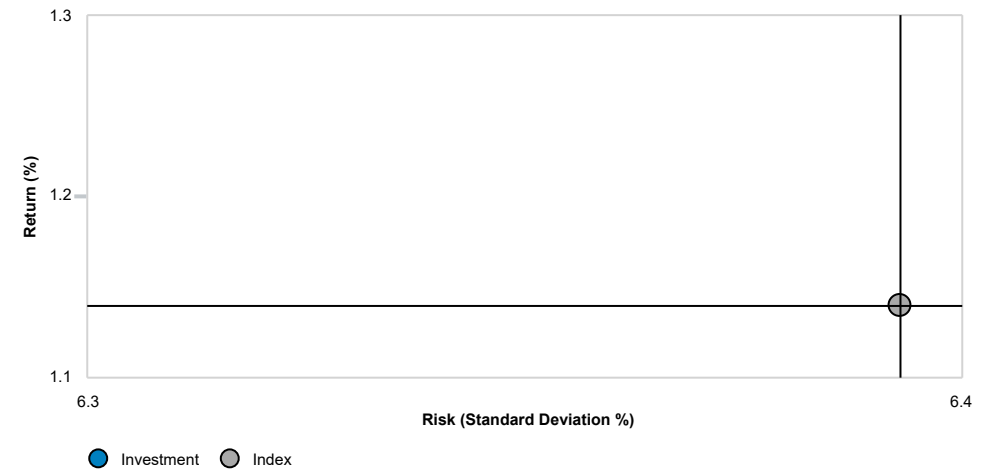 1.3
Return (%)
1.2
1.1
6.3
6.4
Risk (Standard Deviation %)
Investment
Index